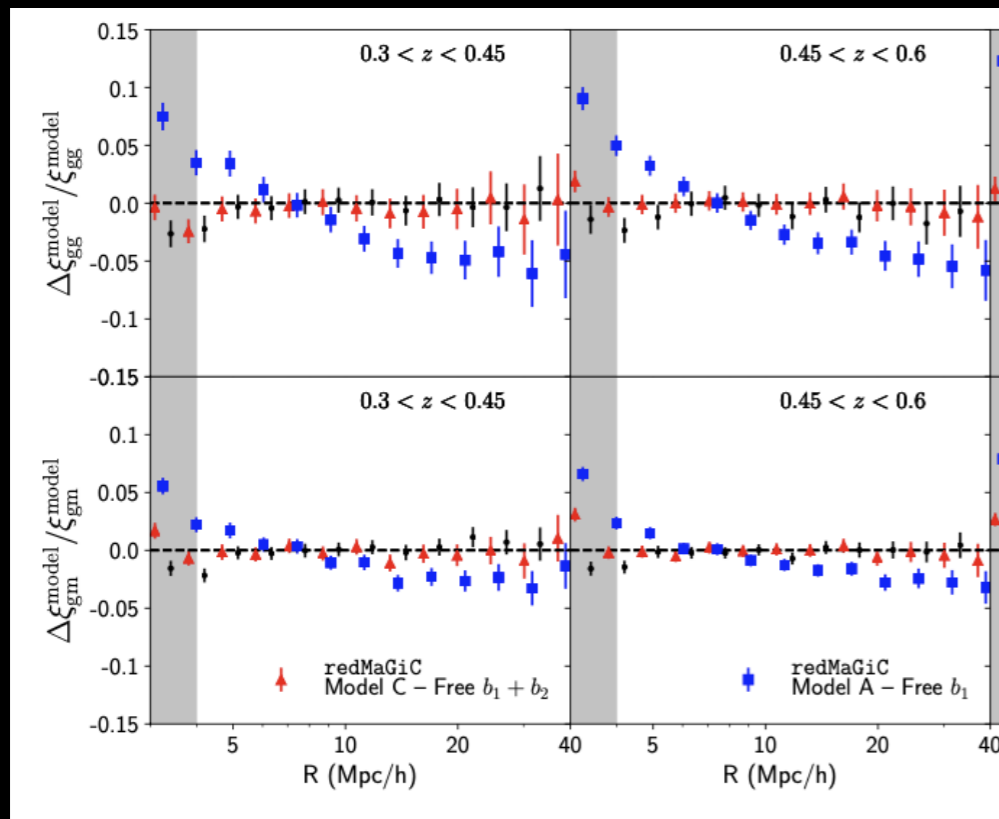 0.15
0.3 < z < 0.45
0.45 < z < 0.6
0.1
0.05
0.0
-0.05
-0.1
-0.15
Δξ_gg^model/ξ_gg^model
0.3 < z < 0.45
0.45 < z < 0.6
0.1
0.05
0.0
-0.05
-0.1
-0.15
Δξ_gm^model/ξ_gm^model
redMaGiC
Model C – Free b₁ + b₂
redMaGiC
Model A – Free b₁
5 10 20 40 5 10 20 40
R (Mpc/h) R (Mpc/h)